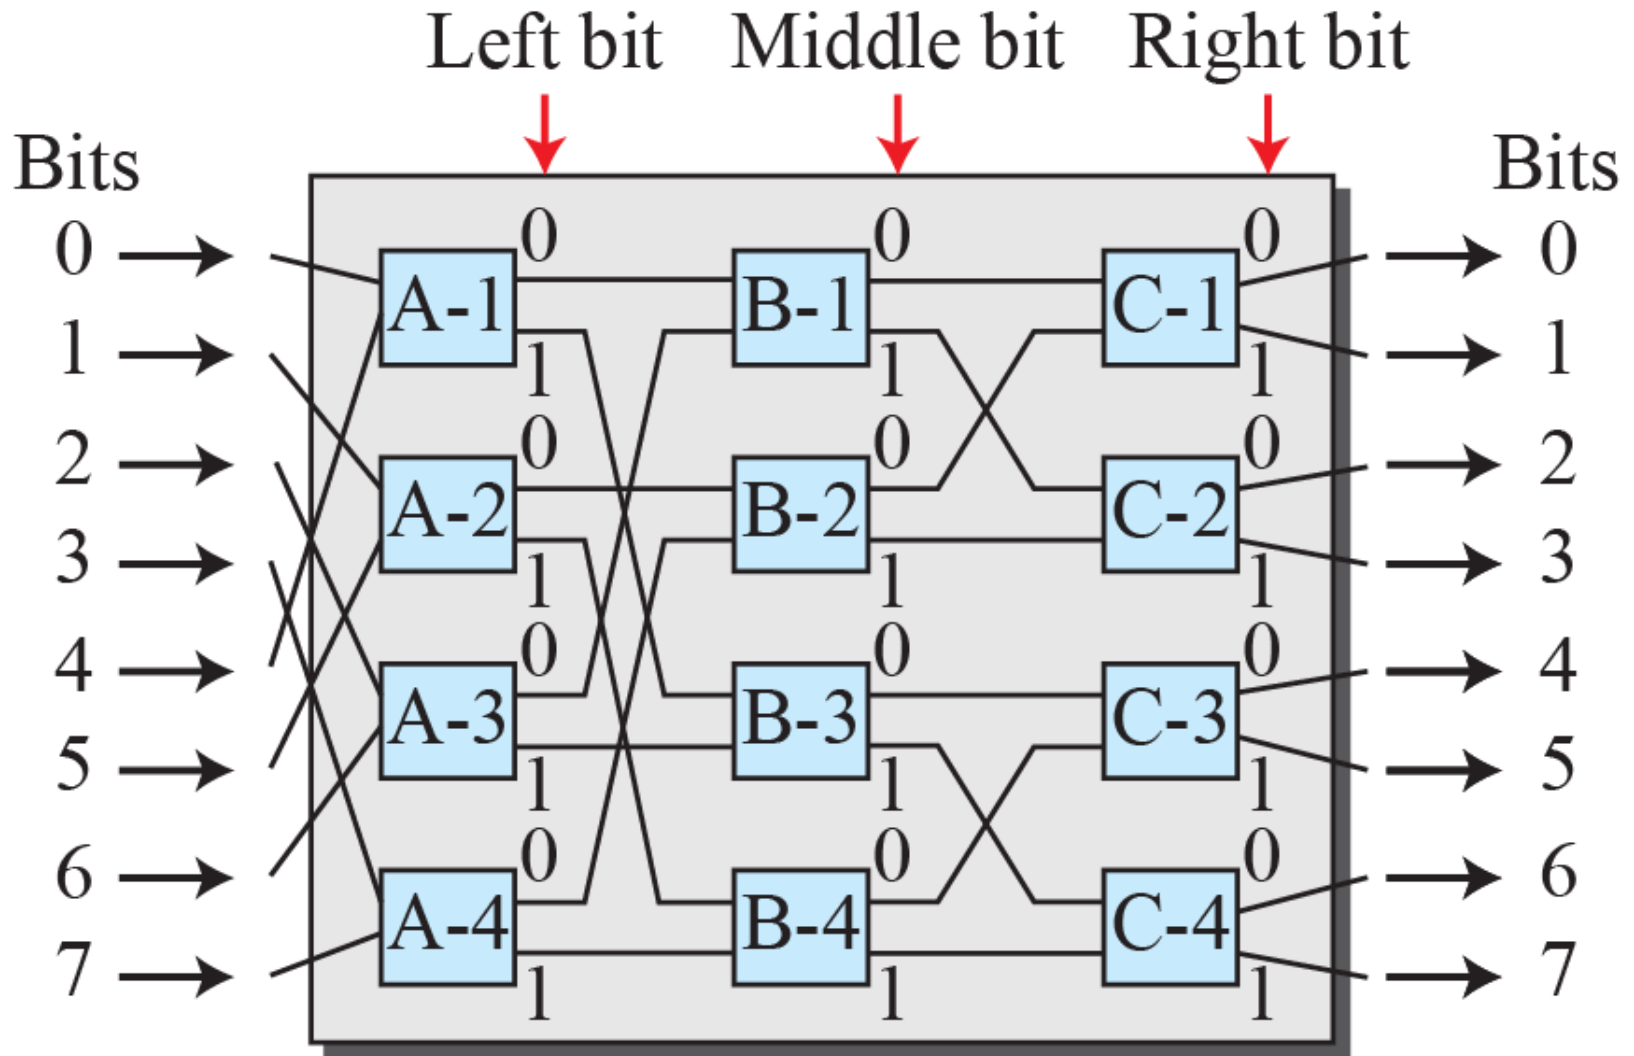 Left bit Middle bit Right bit
Bits Bits
0 0 0
0 A-1 B-1 C-1 0
1 1 1 1 1
0 0 0
2 A-2 B-2 C-2 2
3 1 1 1 3
0 0 0
4 A-3 B-3 C-3 4
5 1 1 1 5
0 0 0
6 A-4 B-4 C-4 6
7 1 1 1 7